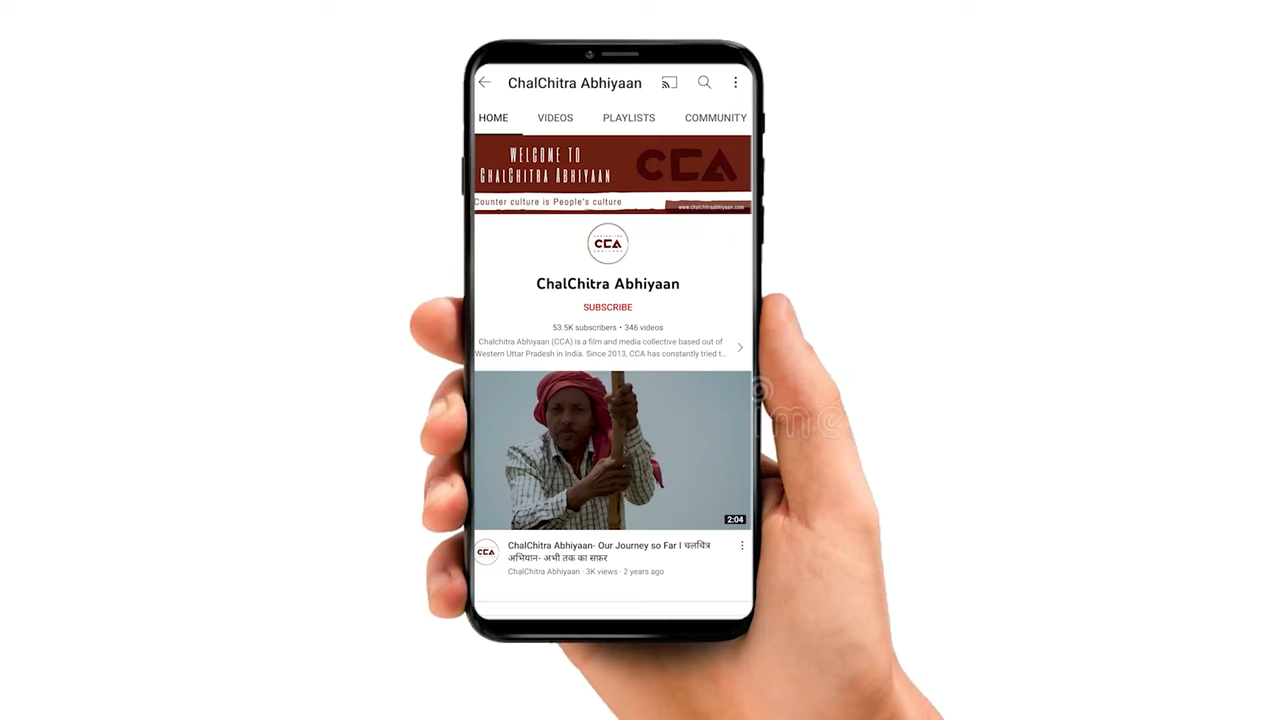 ChalChitra Abhiyaan
HOME VIDEOS PLAYLISTS COMMUNITY
WELCOME TO
CHALCHITRA ABHIYAAN
CCA
Counter culture is People's culture
www.chalchitraabhiyaan.com
CCA
ChalChitra Abhiyaan
SUBSCRIBE
53.5K subscribers • 346 videos
Chalchitra Abhiyaan (CCA) is a film and media collective based out of
Western Uttar Pradesh in India. Since 2013, CCA has constantly tried t...
2:04
CCA
ChalChitra Abhiyaan- Our Journey so Far I चलचित्र
अभियान- अभी तक का सफ़र
ChalChitra Abhiyaan · 3K views · 2 years ago